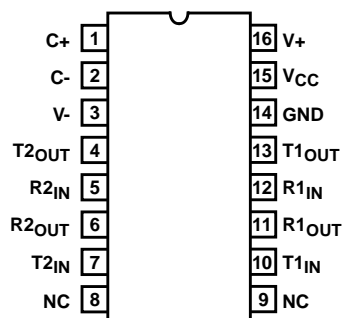 C+ 1 16 V+
C- 2 15 VCC
V- 3 14 GND
T2OUT 4 13 T1OUT
R2IN 5 12 R1IN
R2OUT 6 11 R1OUT
T2IN 7 10 T1IN
NC 8 9 NC